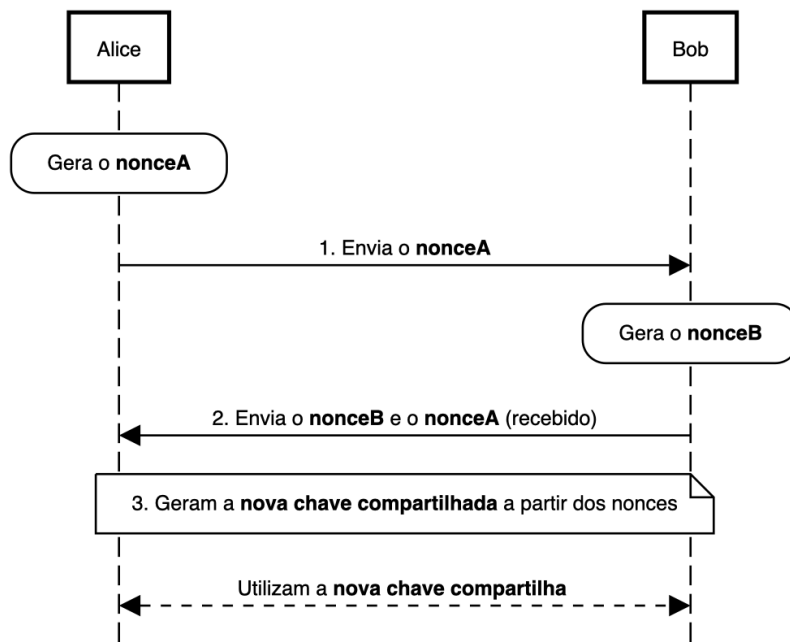 Alice
Bob
Gera o nonceA
1. Envia o nonceA
Gera o nonceB
2. Envia o nonceB e o nonceA (recebido)
3. Geram a nova chave compartilhada a partir dos nonces
Utilizam a nova chave compartilha